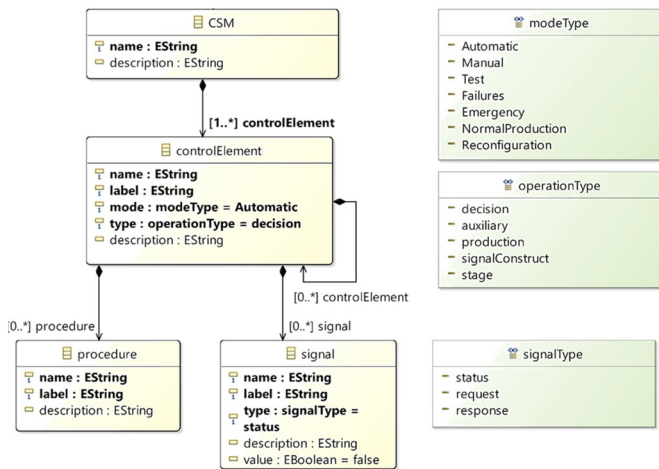 CSM
name : EString
description : EString
[1..*] controlElement
controlElement
name : EString
label : EString
mode : modeType = Automatic
type : operationType = decision
description : EString
[0..*] controlElement
[0..*] procedure
[0..*] signal
procedure
name : EString
label : EString
description : EString
signal
name : EString
label : EString
type : signalType =
status
description : EString
value : EBoolean = false
modeType
Automatic
Manual
Test
Failures
Emergency
NormalProduction
Reconfiguration
operationType
decision
auxiliary
production
signalConstruct
stage
signalType
status
request
response